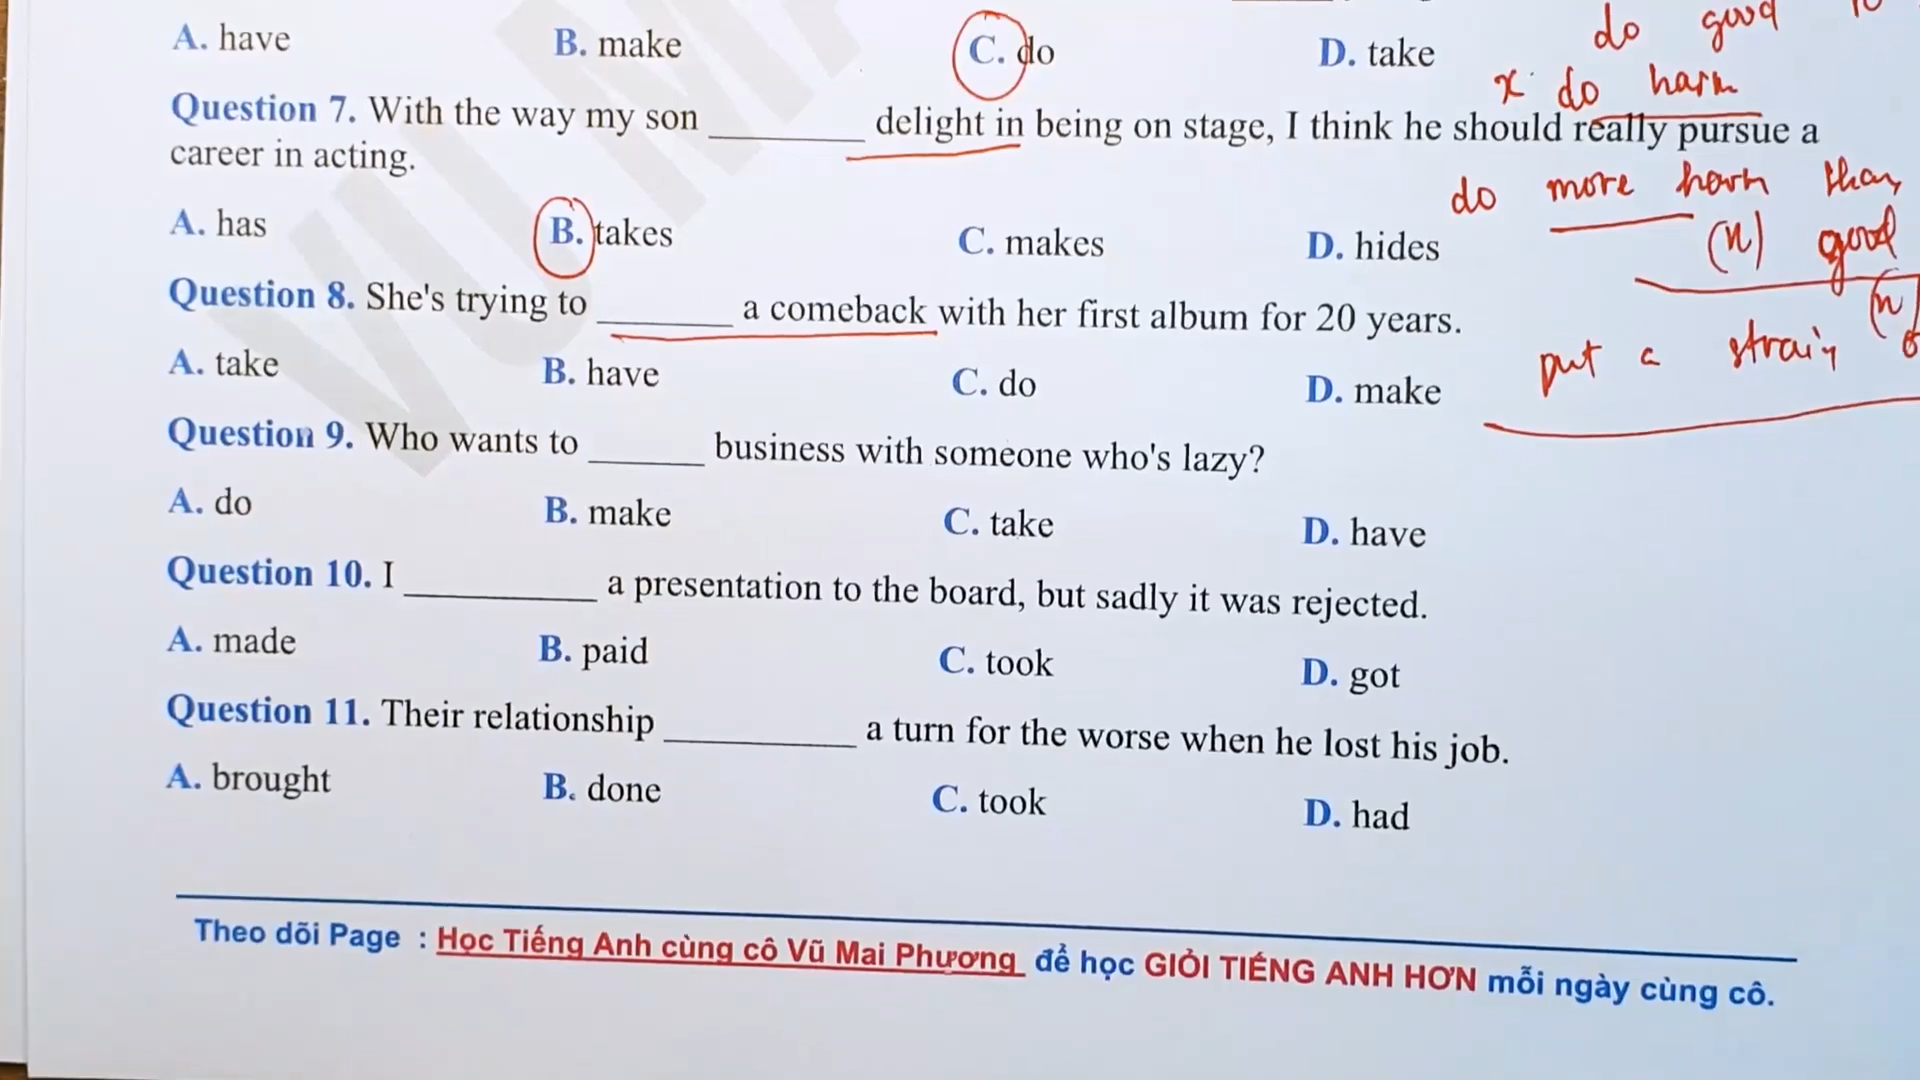 do good to
A. have B. make C. do D. take
x do harm
Question 7. With the way my son ________ delight in being on stage, I think he should really pursue a
career in acting.
do more harm than
A. has B. takes C. makes D. hides
(n) good
(n)
Question 8. She's trying to _______ a comeback with her first album for 20 years.
put a strain
A. take B. have C. do D. make
Question 9. Who wants to ______ business with someone who's lazy?
A. do B. make C. take D. have
Question 10. I __________ a presentation to the board, but sadly it was rejected.
A. made B. paid C. took D. got
Question 11. Their relationship __________ a turn for the worse when he lost his job.
A. brought B. done C. took D. had
Theo dõi Page : Học Tiếng Anh cùng cô Vũ Mai Phương để học GIỎI TIẾNG ANH HƠN mỗi ngày cùng cô.